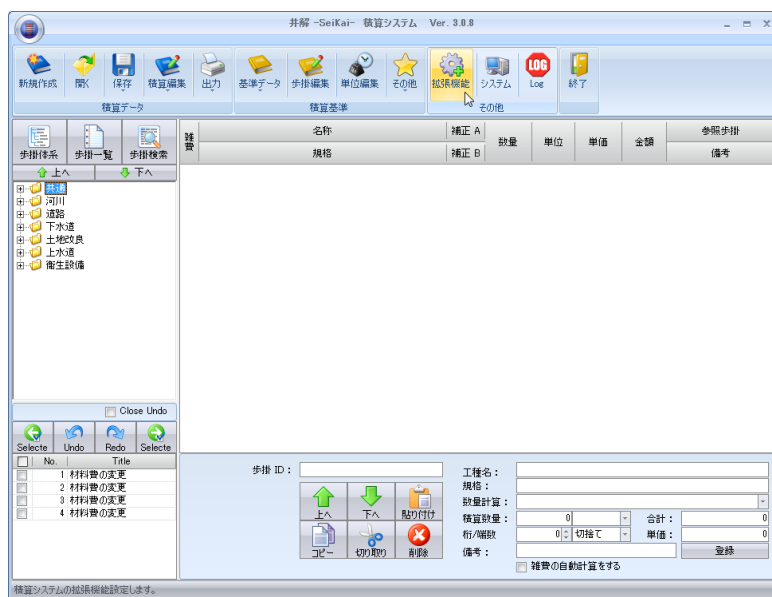 井解 -SeiKai- 積算システム Ver. 3.0.8
新規作成 開く 保存 積算編集 出力 基準データ 歩掛編集 単位編集 その他 拡張機能 システム Log 終了
LOG
積算データ 積算基準 その他
歩掛体系 歩掛一覧 歩掛検索
上へ 下へ
雑費 名称 補正 A 数量 単位 単価 金額 参照歩掛
規格 補正 B 備考
共通
河川
道路
下水道
土地改良
上水道
衛生設備
Close Undo
Selecte Undo Redo Selecte
No. Title
1 材料費の変更
2 材料費の変更
3 材料費の変更
4 材料費の変更
歩掛 ID：
上へ 下へ 貼り付け
コピー 切り取り 削除
工種名：
規格：
数量計算：
積算数量： 0 合計： 0
桁/端数 0 切捨て 単価： 0
備考： 登録
雑費の自動計算をする
積算システムの拡張機能設定します。